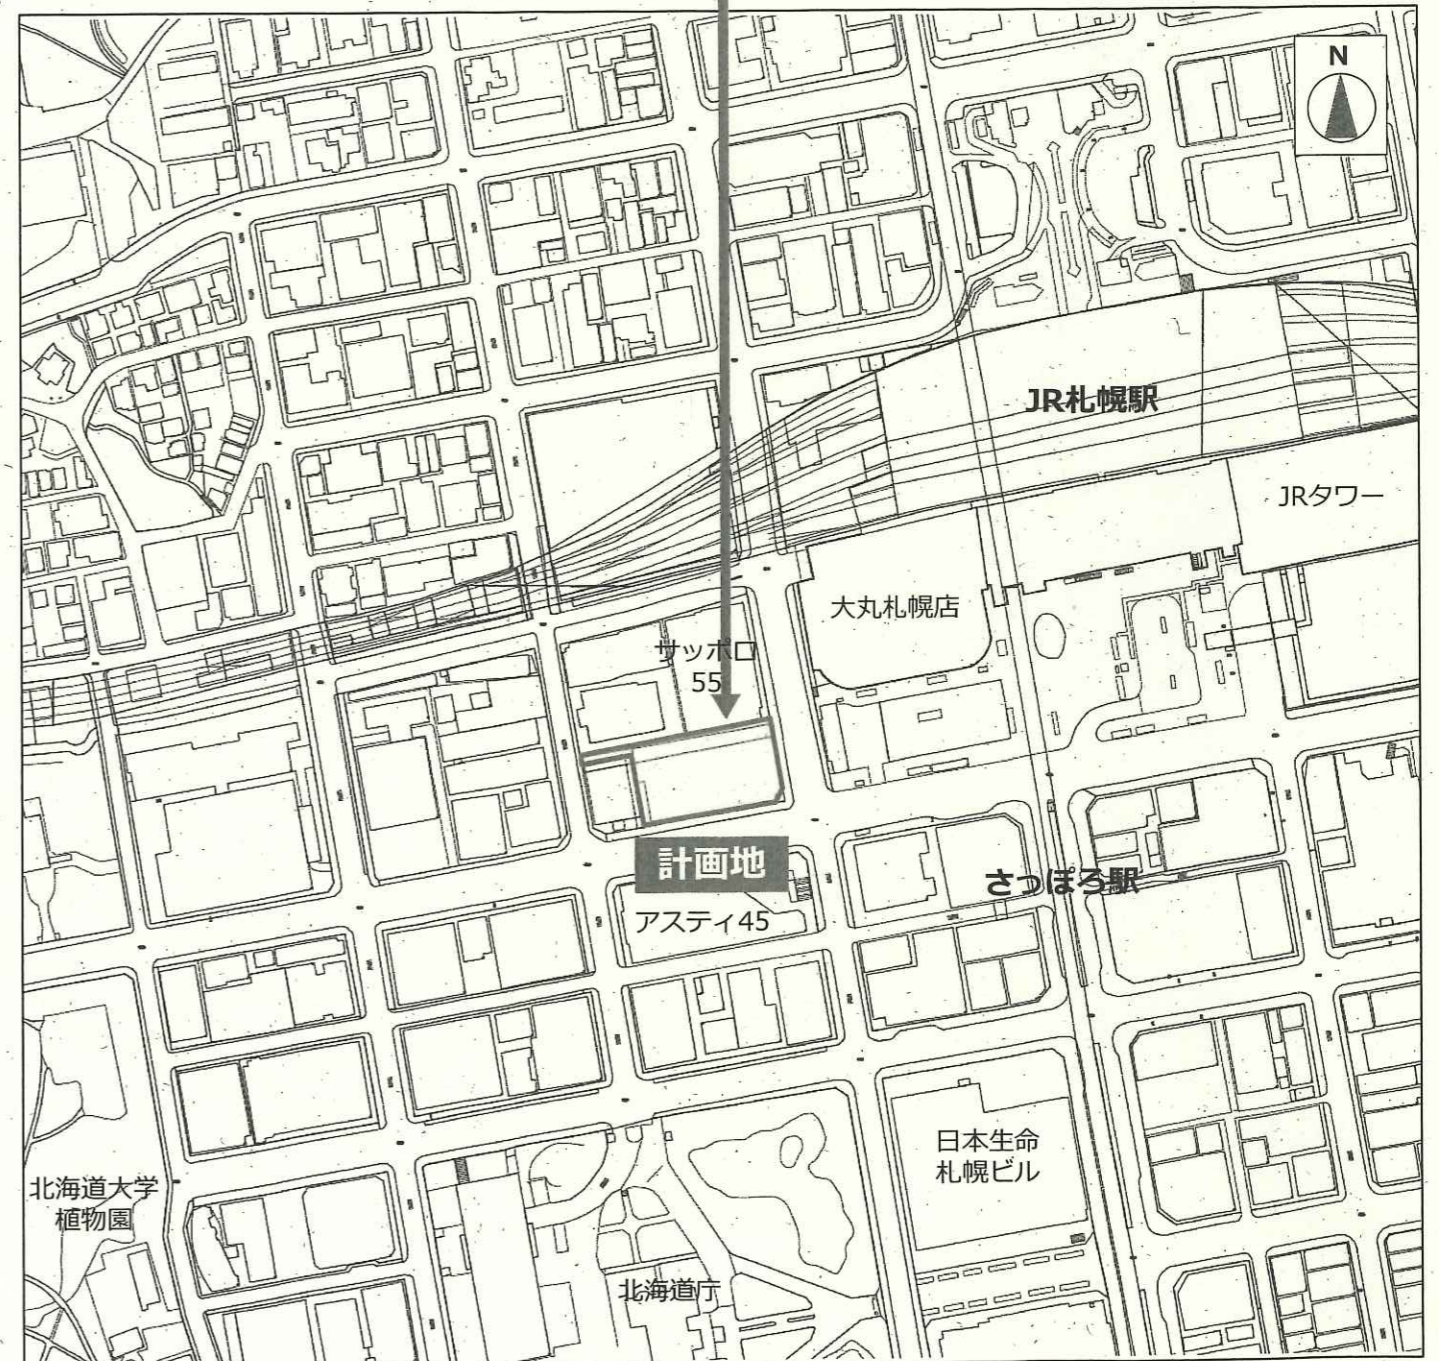 N
JR札幌駅
JRタワー
大丸札幌店
サッポロ
55
計画地
さっぽろ駅
アスティ45
日本生命
札幌ビル
北海道大学
植物園
北海道庁